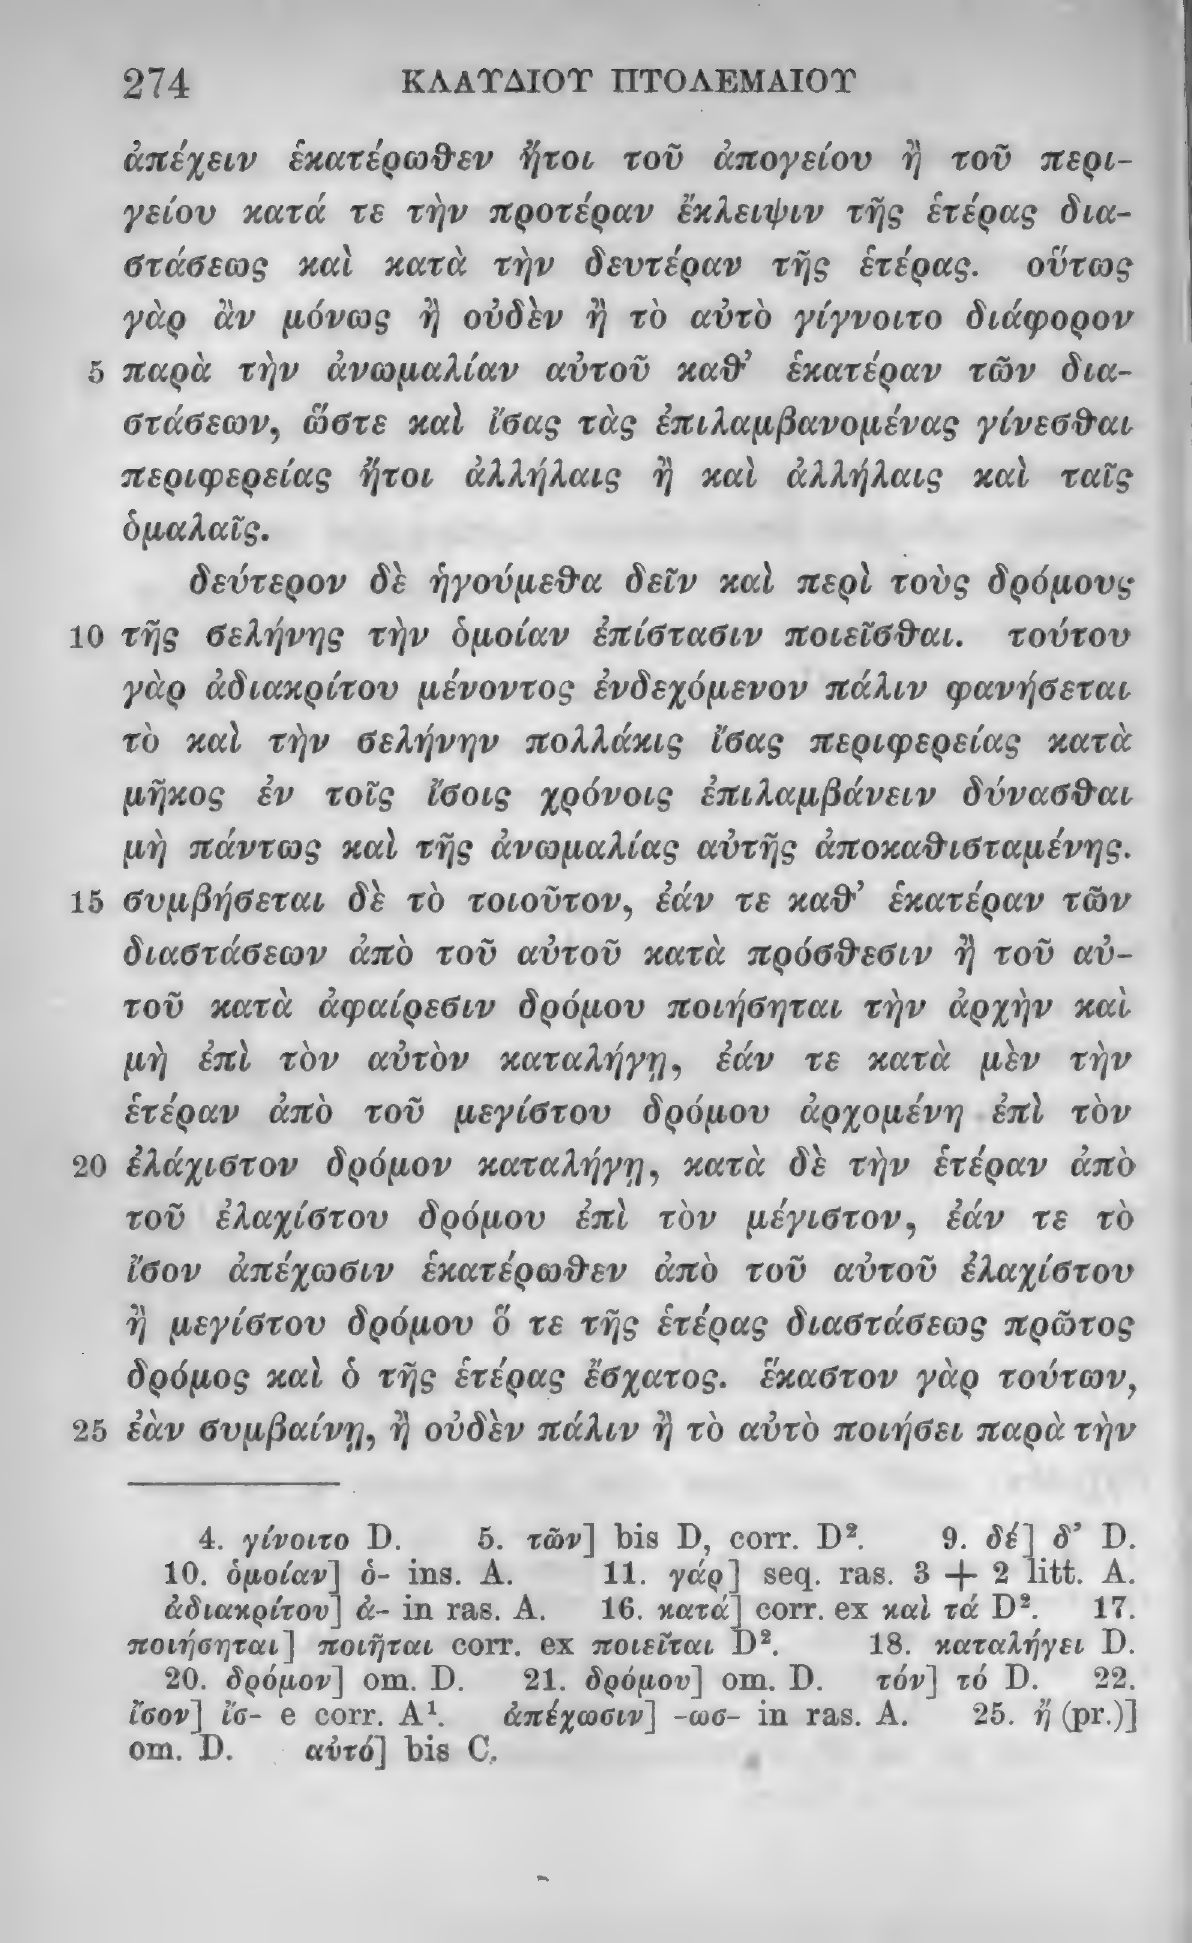 274 ΚΛΑΥΔΙΟΥ ΠΤΟΛΕΜΑΙΟΥ
ἀπέχειν ἑκατέρωθεν ἤτοι τοῦ ἀπογείου ἢ τοῦ περι-
γείου κατά τε τὴν προτέραν ἔκλειψιν τῆς ἑτέρας δια-
στάσεως καὶ κατὰ τὴν δευτέραν τῆς ἑτέρας. οὕτως
γὰρ ἂν μόνως ἢ οὐδὲν ἢ τὸ αὐτὸ γίγνοιτο διάφορον
5 παρὰ τὴν ἀνωμαλίαν αὐτοῦ καθ’ ἑκατέραν τῶν δια-
στάσεων, ὥστε καὶ ἴσας τὰς ἐπιλαμβανομένας γίνεσθαι
περιφερείας ἤτοι ἀλλήλαις ἢ καὶ ἀλλήλαις καὶ ταῖς
ὁμαλαῖς.
δεύτερον δὲ ἡγούμεθα δεῖν καὶ περὶ τοὺς δρόμους
10 τῆς σελήνης τὴν ὁμοίαν ἐπίστασιν ποιεῖσθαι. τούτου
γὰρ ἀδιακρίτου μένοντος ἐνδεχόμενον πάλιν φανήσεται
τὸ καὶ τὴν σελήνην πολλάκις ἴσας περιφερείας κατὰ
μῆκος ἐν τοῖς ἴσοις χρόνοις ἐπιλαμβάνειν δύνασθαι
μὴ πάντως καὶ τῆς ἀνωμαλίας αὐτῆς ἀποκαθισταμένης.
15 συμβήσεται δὲ τὸ τοιοῦτον, ἐάν τε καθ’ ἑκατέραν τῶν
διαστάσεων ἀπὸ τοῦ αὐτοῦ κατὰ πρόσθεσιν ἢ τοῦ αὐ-
τοῦ κατὰ ἀφαίρεσιν δρόμου ποιήσηται τὴν ἀρχὴν καὶ
μὴ ἐπὶ τὸν αὐτὸν καταλήγῃ, ἐάν τε κατὰ μὲν τὴν
ἑτέραν ἀπὸ τοῦ μεγίστου δρόμου ἀρχομένη ἐπὶ τὸν
20 ἐλάχιστον δρόμον καταλήγῃ, κατὰ δὲ τὴν ἑτέραν ἀπὸ
τοῦ ἐλαχίστου δρόμου ἐπὶ τὸν μέγιστον, ἐάν τε τὸ
ἴσον ἀπέχωσιν ἑκατέρωθεν ἀπὸ τοῦ αὐτοῦ ἐλαχίστου
ἢ μεγίστου δρόμου ὅ τε τῆς ἑτέρας διαστάσεως πρῶτος
δρόμος καὶ ὁ τῆς ἑτέρας ἔσχατος. ἕκαστον γὰρ τούτων,
25 ἐὰν συμβαίνῃ, ἢ οὐδὲν πάλιν ἢ τὸ αὐτὸ ποιήσει παρὰ τὴν
4. γίνοιτο D. 5. τῶν] bis D, corr. D². 9. δέ] δ’ D.
10. ὁμοίαν] ὁ- ins. A. 11. γάρ] seq. ras. 3 + 2 litt. A.
ἀδιακρίτου] ἀ- in ras. A. 16. κατά] corr. ex καὶ τά D². 17.
ποιήσηται] ποιῆται corr. ex ποιεῖται D². 18. καταλήγει D.
20. δρόμον] om. D. 21. δρόμου] om. D. τόν] τό D. 22.
ἴσον] ἴσ- e corr. A¹. ἀπέχωσιν] -ωσ- in ras. A. 25. ἤ (pr.)]
om. D. αὐτό] bis C.